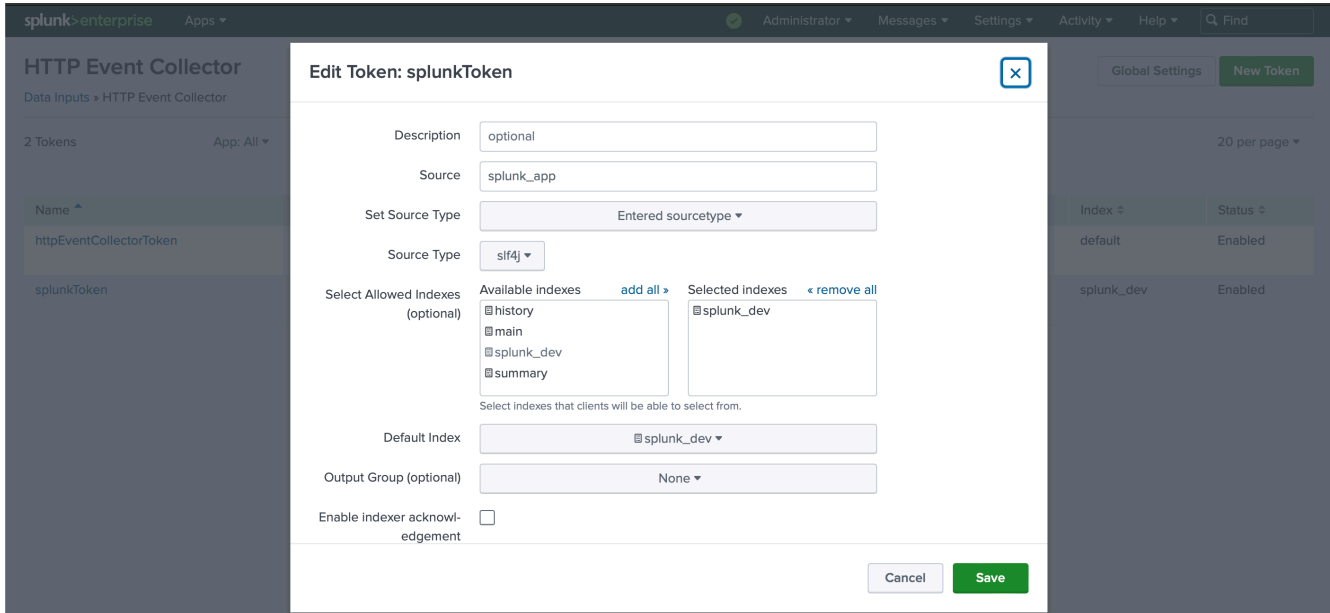 splunk>enterprise Apps ▾ Administrator ▾ Messages ▾ Settings ▾ Activity ▾ Help ▾ Find
HTTP Event Collector
Data Inputs » HTTP Event Collector
Global Settings New Token
2 Tokens App: All ▾ 20 per page ▾
Name Index Status
httpEventCollectorToken default Enabled
splunkToken splunk_dev Enabled
Edit Token: splunkToken ×
Description optional
Source splunk_app
Set Source Type Entered sourcetype ▾
Source Type slf4j ▾
Select Allowed Indexes
(optional)
Available indexes add all »
history
main
splunk_dev
summary
Selected indexes « remove all
splunk_dev
Select indexes that clients will be able to select from.
Default Index splunk_dev ▾
Output Group (optional) None ▾
Enable indexer acknowl-
edgement
Cancel Save